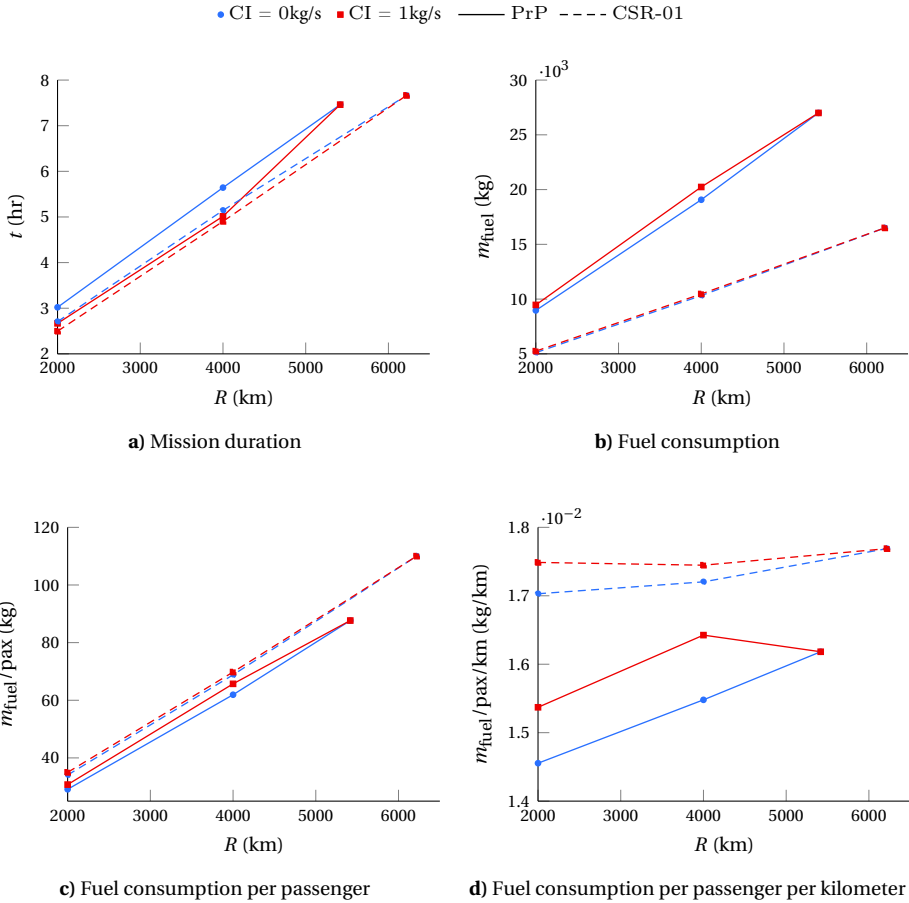 CI = 0kg/s CI = 1kg/s PrP CSR-01
8
7
6
5
4
3
2
2000 3000 4000 5000 6000
t (hr)
R (km)
a) Mission duration
·10³
30
25
20
15
10
5
2000 3000 4000 5000 6000
m_fuel (kg)
R (km)
b) Fuel consumption
120
100
80
60
40
2000 3000 4000 5000 6000
m_fuel/pax (kg)
R (km)
c) Fuel consumption per passenger
·10⁻²
1.8
1.7
1.6
1.5
1.4
2000 3000 4000 5000 6000
m_fuel/pax/km (kg/km)
R (km)
d) Fuel consumption per passenger per kilometer